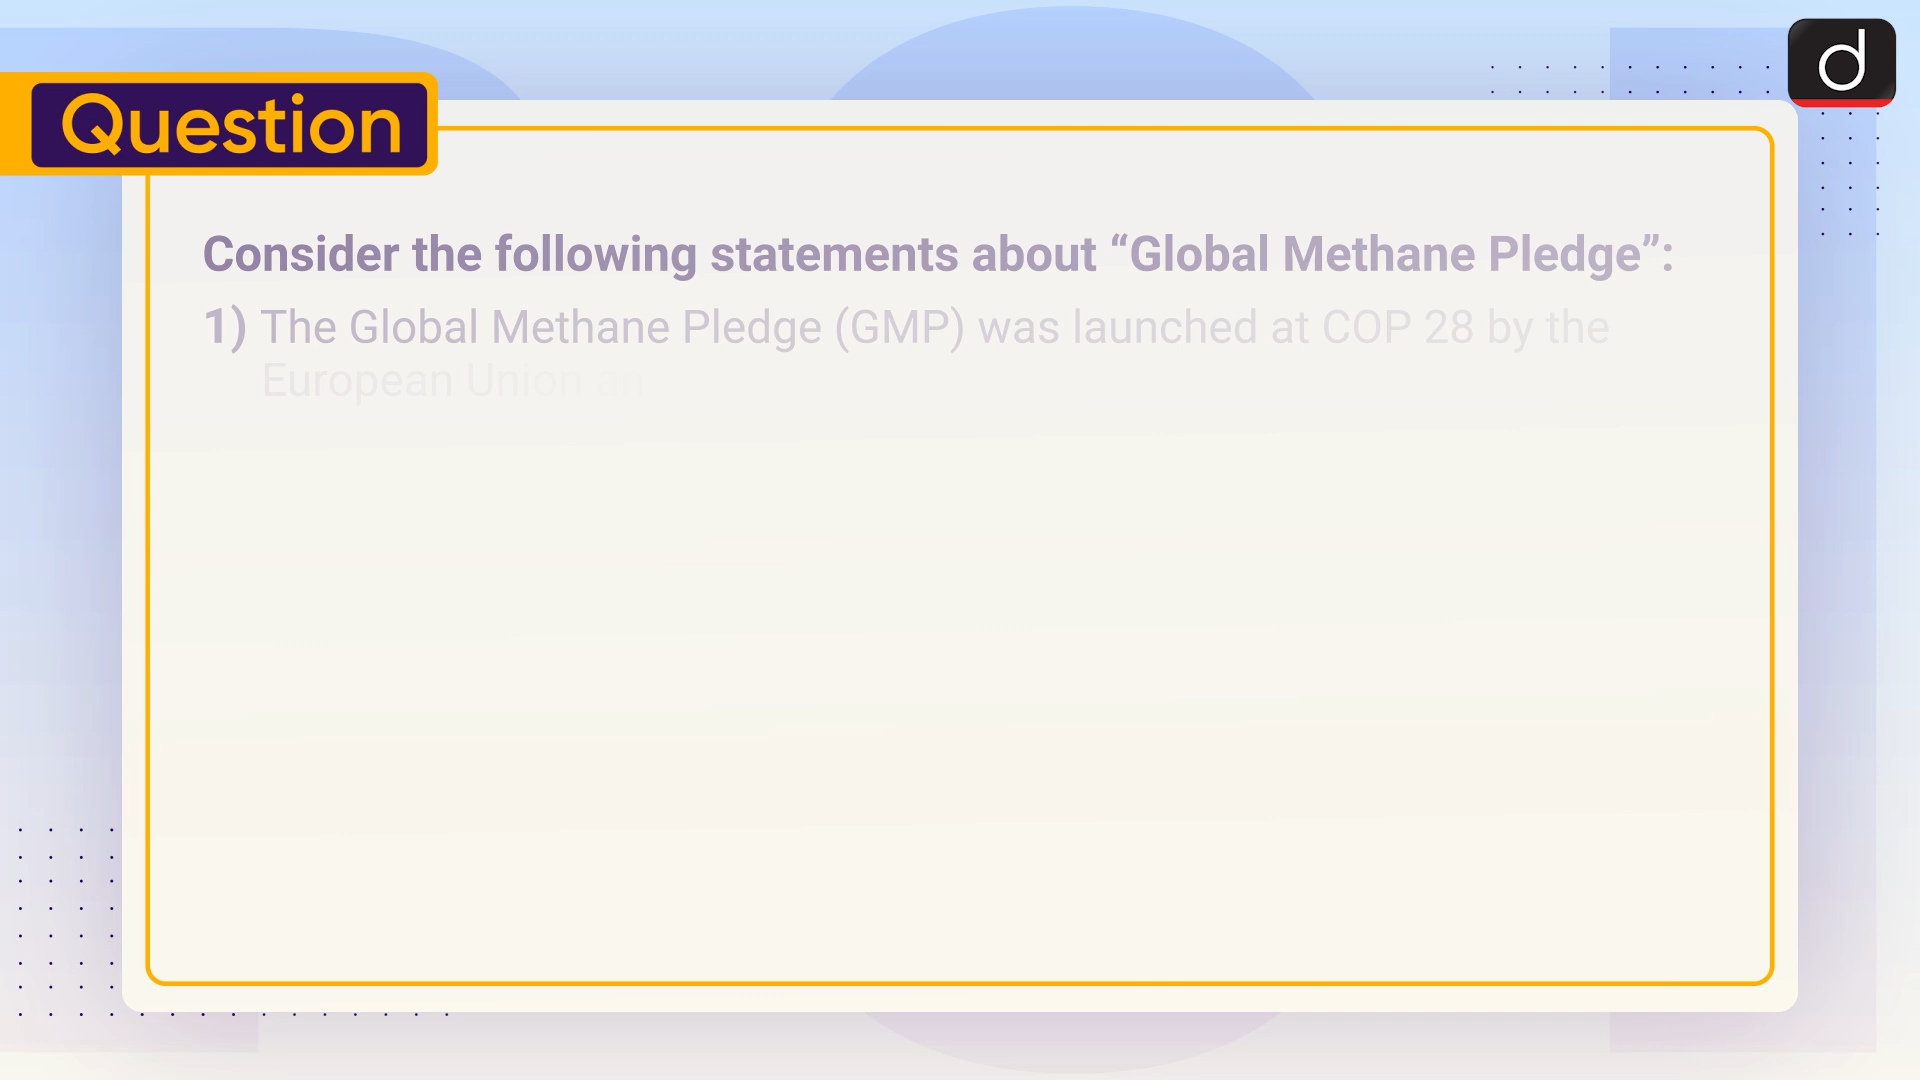 Question
Consider the following statements about “Global Methane Pledge”:
1) The Global Methane Pledge (GMP) was launched at COP 28 by the
European Union an